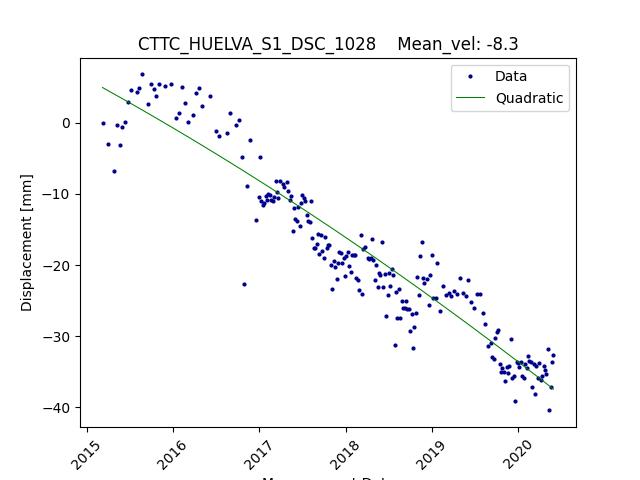 CTTC_HUELVA_S1_DSC_1028    Mean_vel: -8.3
Data
Quadratic
Displacement [mm]
0
−10
−20
−30
−40
2015
2016
2017
2018
2019
2020